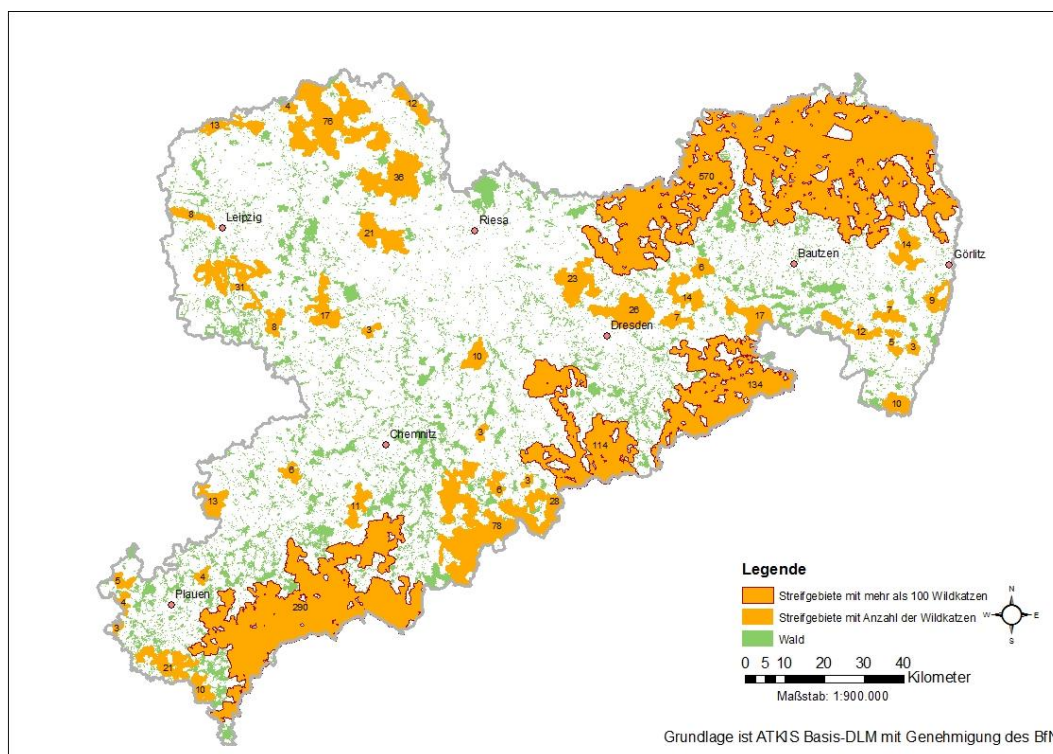 12
4
76
13
36
570
8
Leipzig
21
Riesa
14
Bautzen
Görlitz
6
23
31
14
9
26
17
7
7
8
17
3
Dresden
12
5
3
10
134
10
3
Chemnitz
114
6
3
6
13
11
28
78
5
4
4
Plauen
290
3
21
10
Legende
Streifgebiete mit mehr als 100 Wildkatzen
Streifgebiete mit Anzahl der Wildkatzen
Wald
N
W E
S
0 5 10 20 30 40
Kilometer
Maßstab: 1:900.000
Grundlage ist ATKIS Basis-DLM mit Genehmigung des BfN